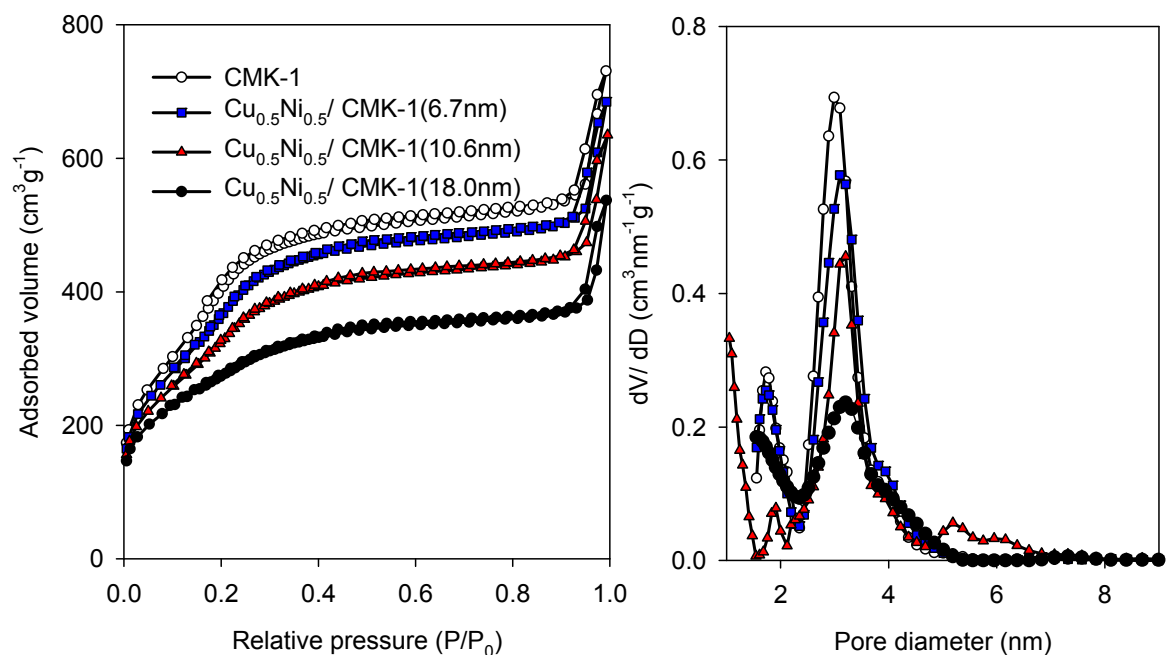 800
600
400
200
0
Adsorbed volume (cm³g⁻¹)
CMK-1
Cu₀.₅Ni₀.₅/ CMK-1(6.7nm)
Cu₀.₅Ni₀.₅/ CMK-1(10.6nm)
Cu₀.₅Ni₀.₅/ CMK-1(18.0nm)
0.0 0.2 0.4 0.6 0.8 1.0
Relative pressure (P/P₀)
0.8
0.6
0.4
0.2
0.0
dV/ dD (cm³nm⁻¹g⁻¹)
2 4 6 8
Pore diameter (nm)